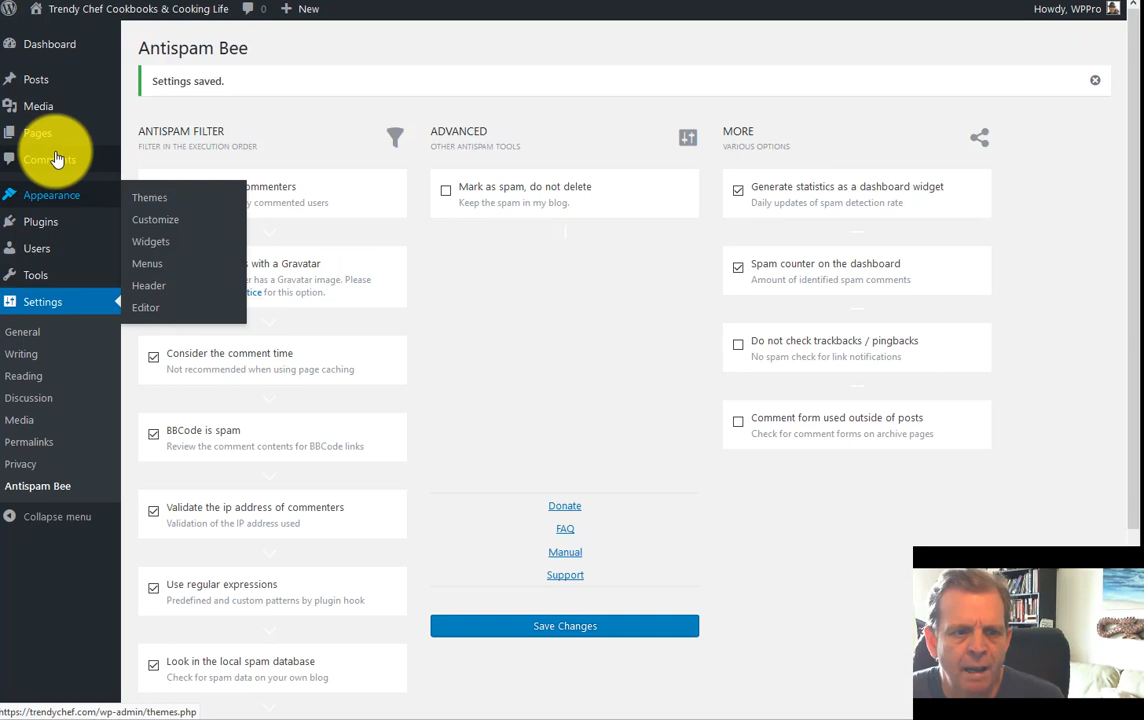 Trendy Chef Cookbooks & Cooking Life 0 New Howdy, WPPro
Dashboard
Posts
Media
Pages
Comments
Appearance
Plugins
Users
Tools
Settings
General
Writing
Reading
Discussion
Media
Permalinks
Privacy
Antispam Bee
Collapse menu
Themes
Customize
Widgets
Menus
Header
Editor
Antispam Bee
Settings saved.
ANTISPAM FILTER
FILTER IN THE EXECUTION ORDER
ommenters
commented users
with a Gravatar
er has a Gravatar image. Please
tice for this option.
Consider the comment time
Not recommended when using page caching
BBCode is spam
Review the comment contents for BBCode links
Validate the ip address of commenters
Validation of the IP address used
Use regular expressions
Predefined and custom patterns by plugin hook
Look in the local spam database
Check for spam data on your own blog
ADVANCED
OTHER ANTISPAM TOOLS
Mark as spam, do not delete
Keep the spam in my blog.
Donate
FAQ
Manual
Support
Save Changes
MORE
VARIOUS OPTIONS
Generate statistics as a dashboard widget
Daily updates of spam detection rate
Spam counter on the dashboard
Amount of identified spam comments
Do not check trackbacks / pingbacks
No spam check for link notifications
Comment form used outside of posts
Check for comment forms on archive pages
https://trendychef.com/wp-admin/themes.php